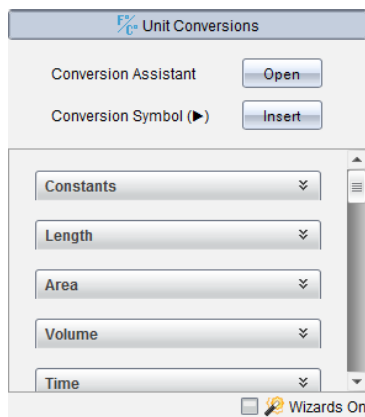 F°/C° Unit Conversions
Conversion Assistant Open
Conversion Symbol (▶) Insert
Constants
Length
Area
Volume
Time
Wizards On